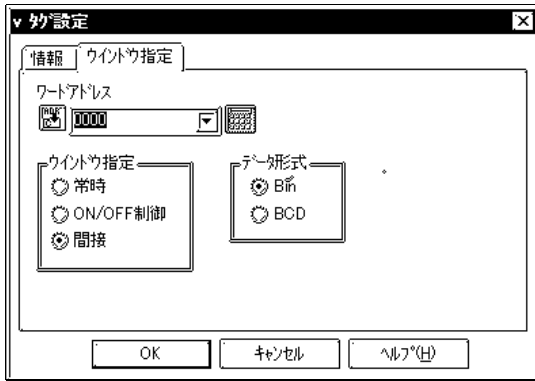 ﾀｸﾞ設定
情報 ｳｲﾝﾄﾞｳ指定
ﾜｰﾄﾞｱﾄﾞﾚｽ
0000
ｳｲﾝﾄﾞｳ指定 ﾃﾞｰﾀ形式
常時 Bin
ON/OFF制御 BCD
間接
OK ｷｬﾝｾﾙ ﾍﾙﾌﾟ(H)